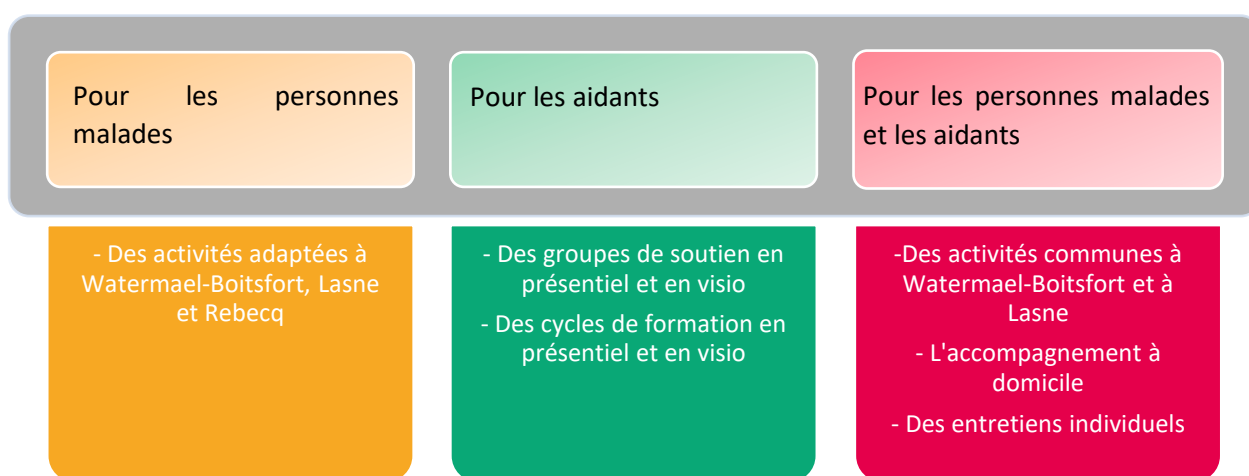 Pour les personnes
malades
- Des activités adaptées à
Watermael-Boitsfort, Lasne
et Rebecq
Pour les aidants
- Des groupes de soutien en
présentiel et en visio
- Des cycles de formation en
présentiel et en visio
Pour les personnes malades
et les aidants
-Des activités communes à
Watermael-Boitsfort et à
Lasne
- L'accompagnement à
domicile
- Des entretiens individuels